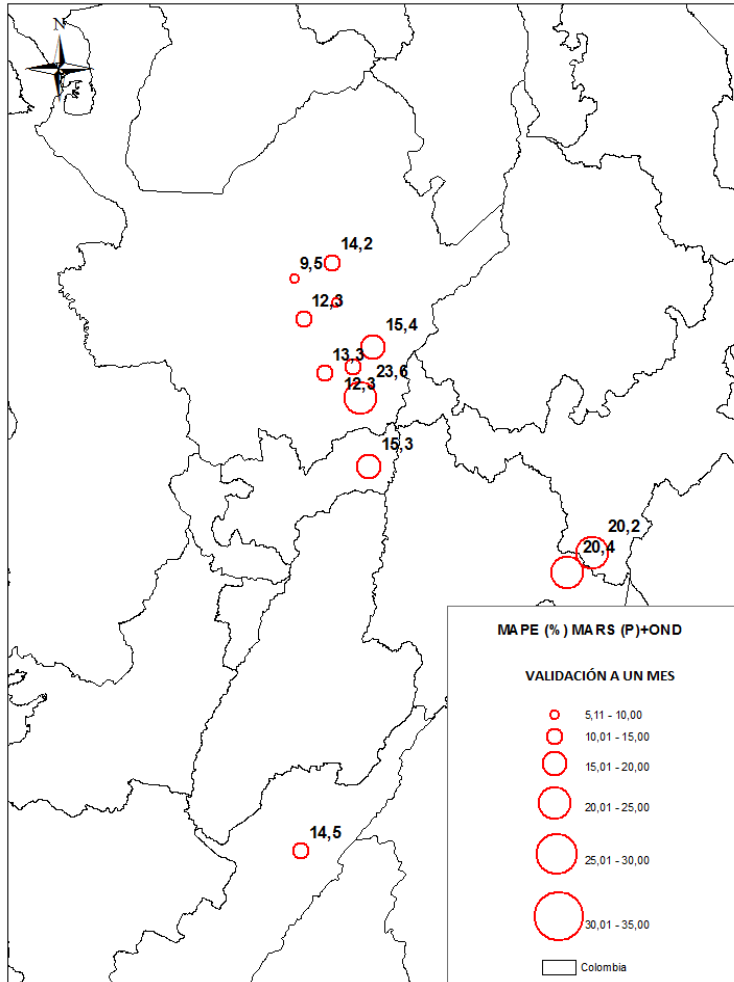 N
14,2
9,5
12,3
15,4
13,3
23,6
12,3
15,3
20,2
20,4
MAPE (%) MARS (P)+OND
VALIDACIÓN A UN MES
5,11 - 10,00
10,01 - 15,00
15,01 - 20,00
20,01 - 25,00
25,01 - 30,00
30,01 - 35,00
Colombia
14,5